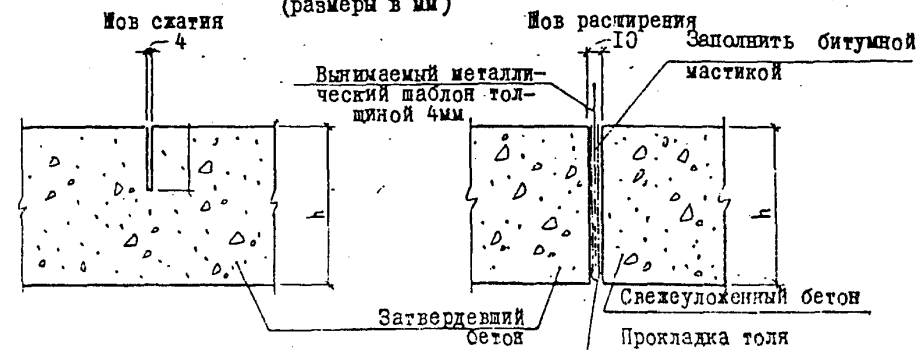 (размеры в мм)
Шов сжатия
4
Шов расширения
10
Заполнить битумной
мастикой
Вынимаемый металли-
ческий шаблон тол-
щиной 4мм
h
h
Свежеуложенный бетон
Затвердевший
бетон
Прокладка толя